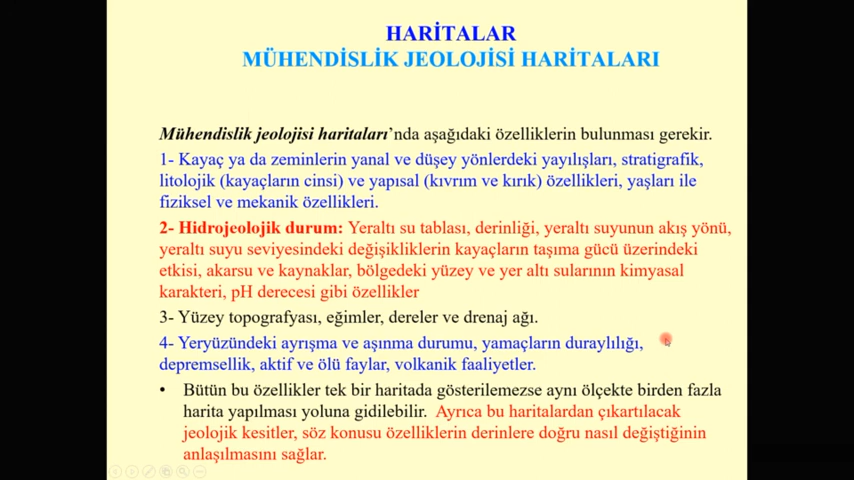 HARİTALAR
MÜHENDİSLİK JEOLOJİSİ HARİTALARI
Mühendislik jeolojisi haritaları’nda aşağıdaki özelliklerin bulunması gerekir.
1- Kayaç ya da zeminlerin yanal ve düşey yönlerdeki yayılışları, stratigrafik,
litolojik (kayaçların cinsi) ve yapısal (kıvrım ve kırık) özellikleri, yaşları ile
fiziksel ve mekanik özellikleri.
2- Hidrojeolojik durum: Yeraltı su tablası, derinliği, yeraltı suyunun akış yönü,
yeraltı suyu seviyesindeki değişikliklerin kayaçların taşıma gücü üzerindeki
etkisi, akarsu ve kaynaklar, bölgedeki yüzey ve yer altı sularının kimyasal
karakteri, pH derecesi gibi özellikler
3- Yüzey topografyası, eğimler, dereler ve drenaj ağı.
4- Yeryüzündeki ayrışma ve aşınma durumu, yamaçların duraylılığı,
depremsellik, aktif ve ölü faylar, volkanik faaliyetler.
• Bütün bu özellikler tek bir haritada gösterilemezse aynı ölçekte birden fazla
harita yapılması yoluna gidilebilir. Ayrıca bu haritalardan çıkartılacak
jeolojik kesitler, söz konusu özelliklerin derinlere doğru nasıl değiştiğinin
anlaşılmasını sağlar.